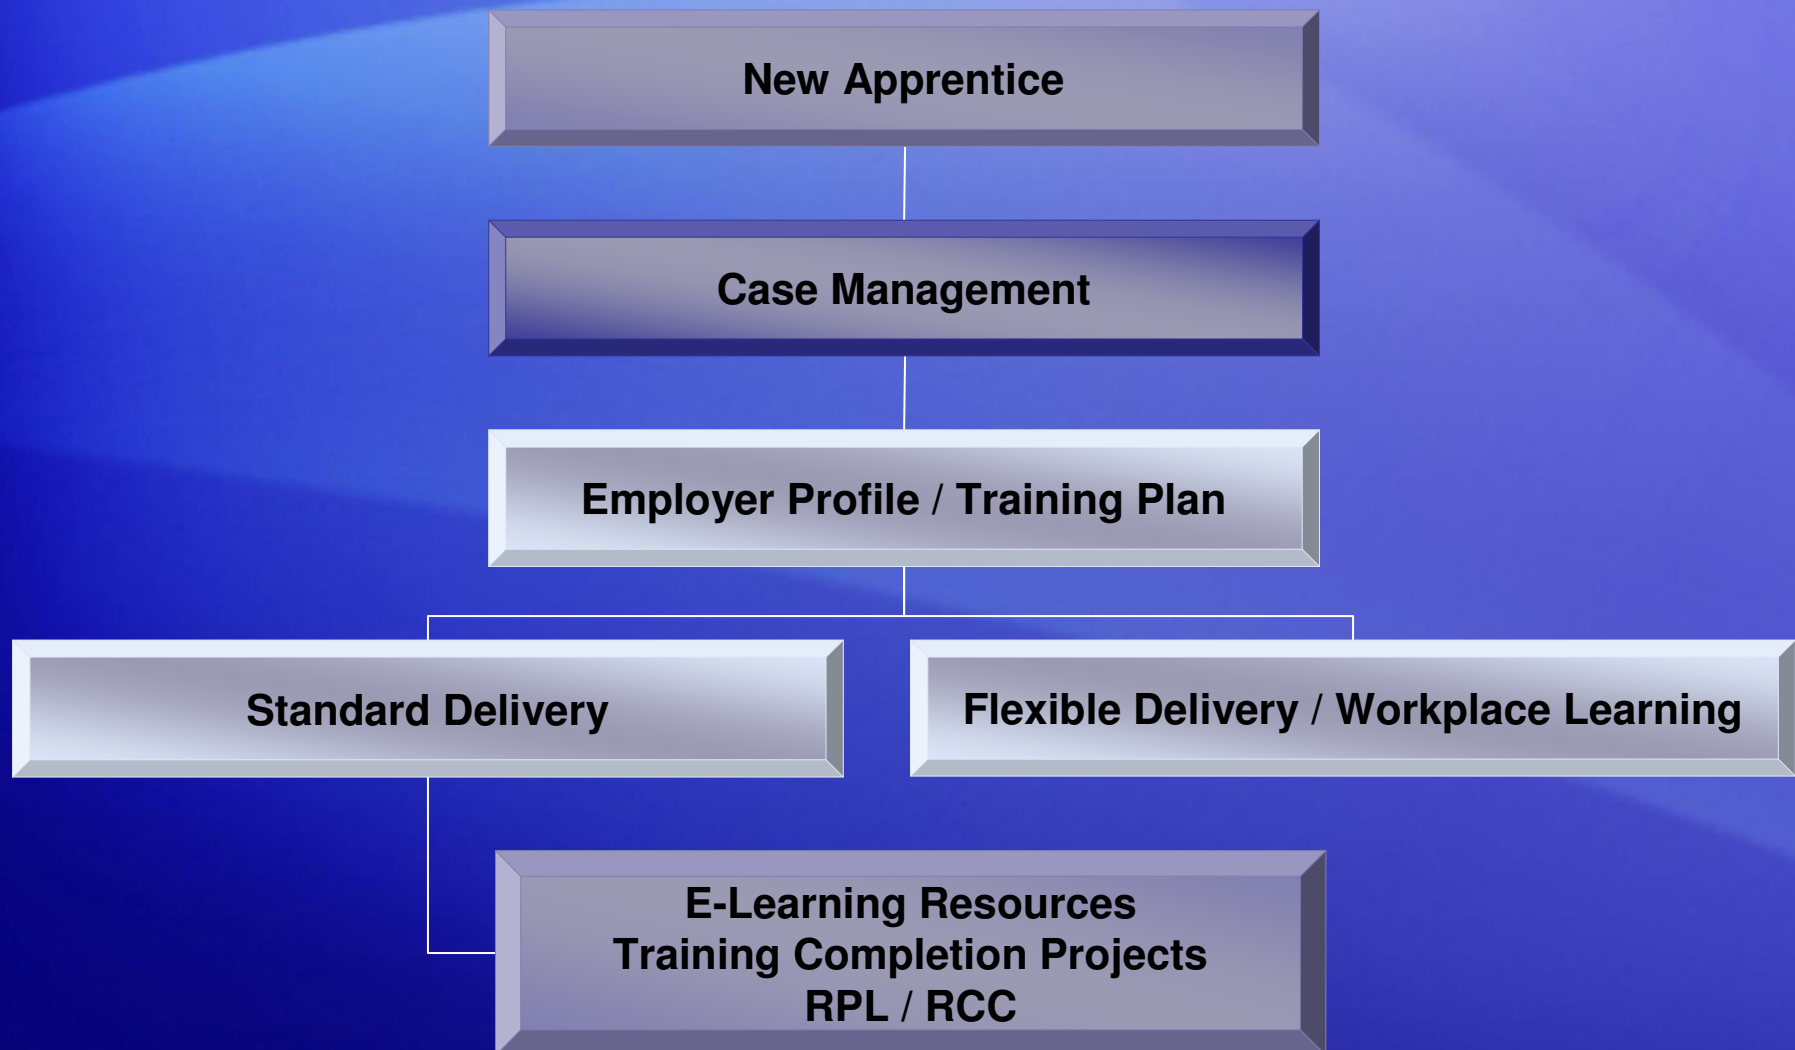 New Apprentice
Case Management
Employer Profile / Training Plan
Standard Delivery
Flexible Delivery / Workplace Learning
E-Learning Resources
Training Completion Projects
RPL / RCC